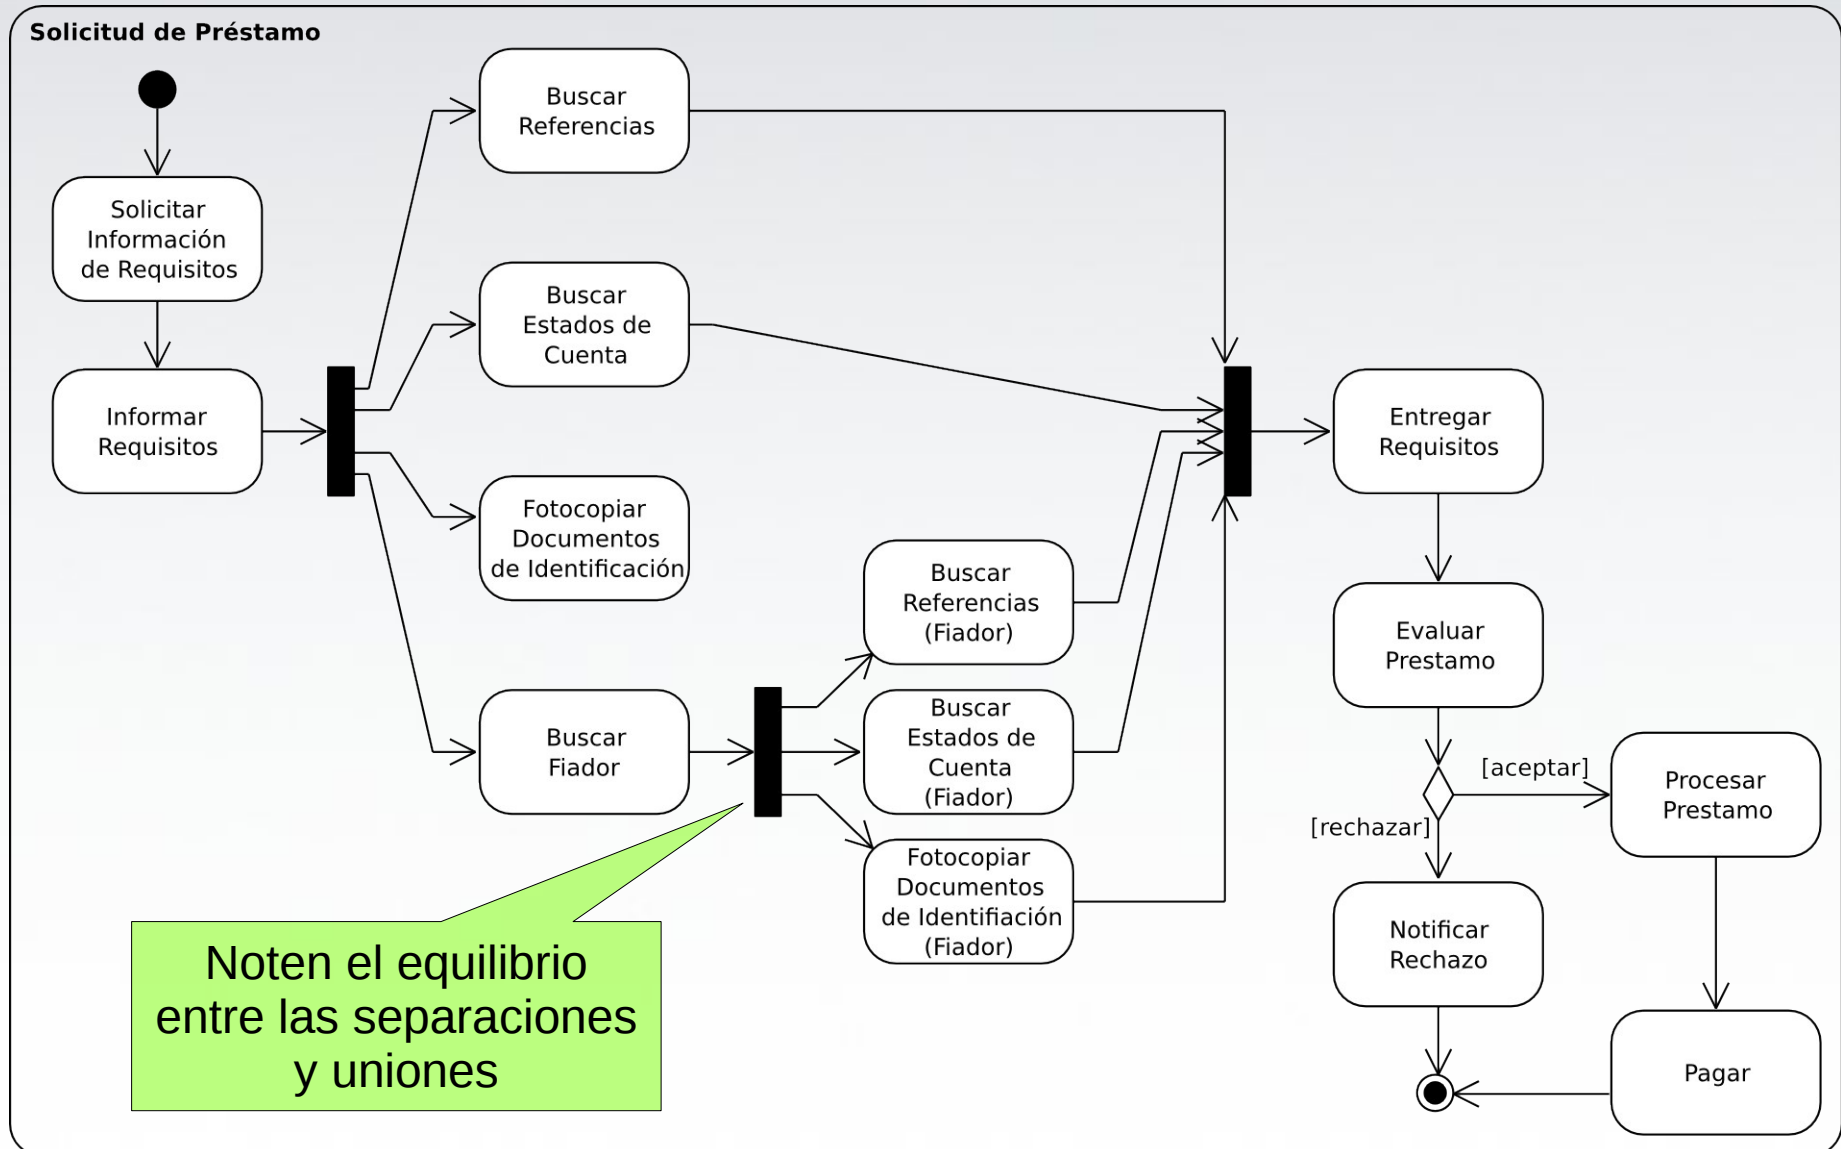 Solicitud de Préstamo
Solicitar
Información
de Requisitos
Informar
Requisitos
Buscar
Referencias
Buscar
Estados de
Cuenta
Fotocopiar
Documentos
de Identificación
Buscar
Fiador
Buscar
Referencias
(Fiador)
Buscar
Estados de
Cuenta
(Fiador)
Fotocopiar
Documentos
de Identifiación
(Fiador)
Entregar
Requisitos
Evaluar
Prestamo
[aceptar]
[rechazar]
Procesar
Prestamo
Notificar
Rechazo
Pagar
Noten el equilibrio
entre las separaciones
y uniones